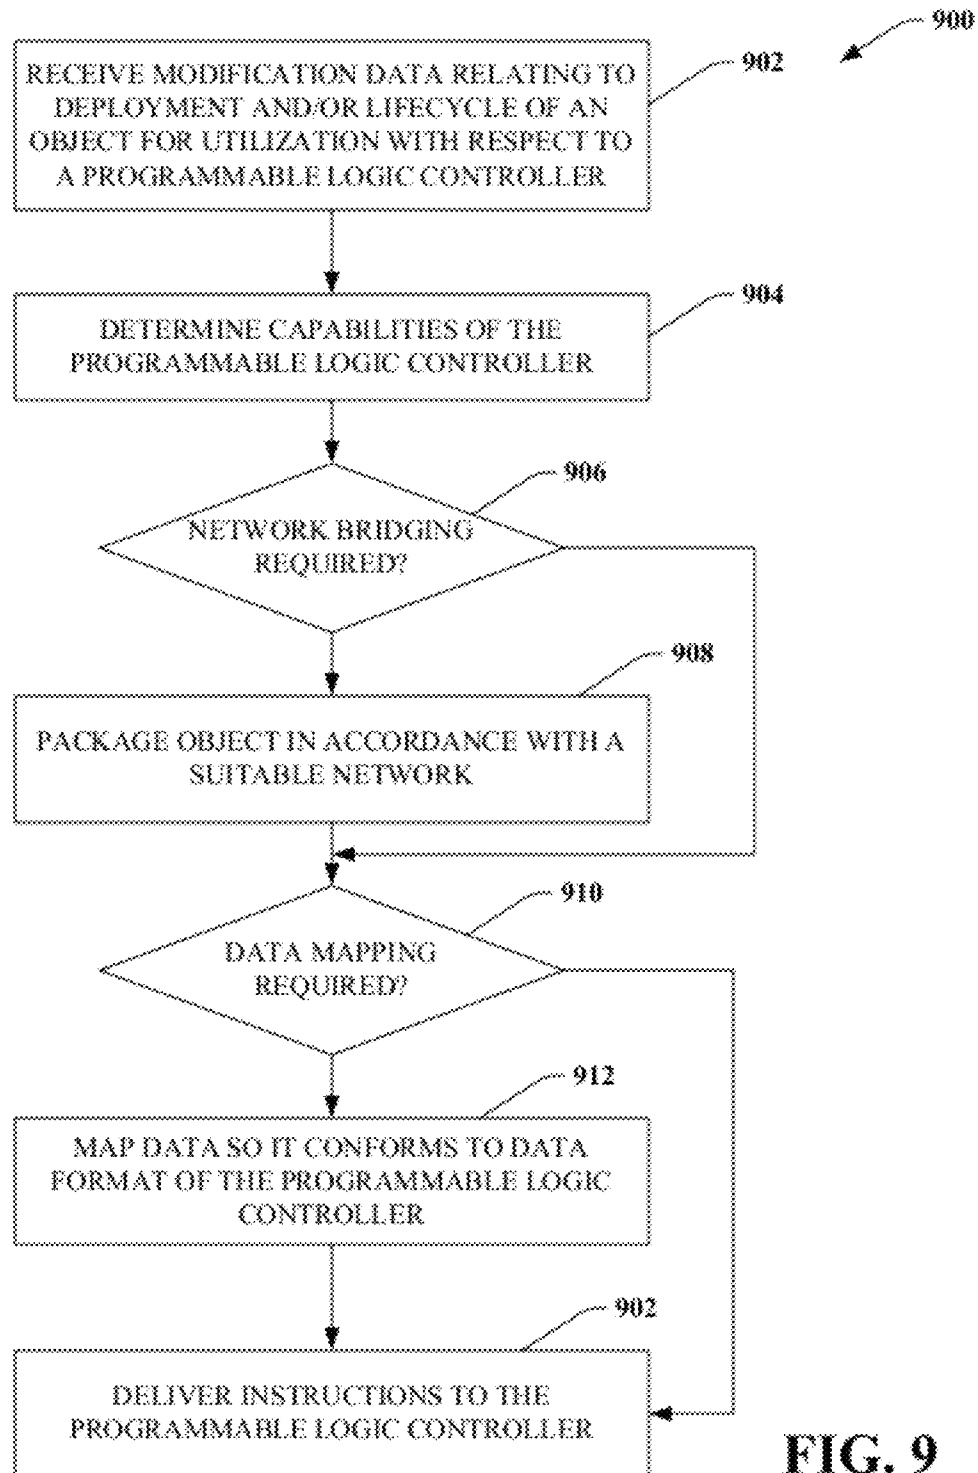 900
RECEIVE MODIFICATION DATA RELATING TO
DEPLOYMENT AND/OR LIFECYCLE OF AN
OBJECT FOR UTILIZATION WITH RESPECT TO
A PROGRAMMABLE LOGIC CONTROLLER
902
DETERMINE CAPABILITIES OF THE
PROGRAMMABLE LOGIC CONTROLLER
904
NETWORK BRIDGING
REQUIRED?
906
PACKAGE OBJECT IN ACCORDANCE WITH A
SUITABLE NETWORK
908
DATA MAPPING
REQUIRED?
910
MAP DATA SO IT CONFORMS TO DATA
FORMAT OF THE PROGRAMMABLE LOGIC
CONTROLLER
912
DELIVER INSTRUCTIONS TO THE
PROGRAMMABLE LOGIC CONTROLLER
902
FIG. 9